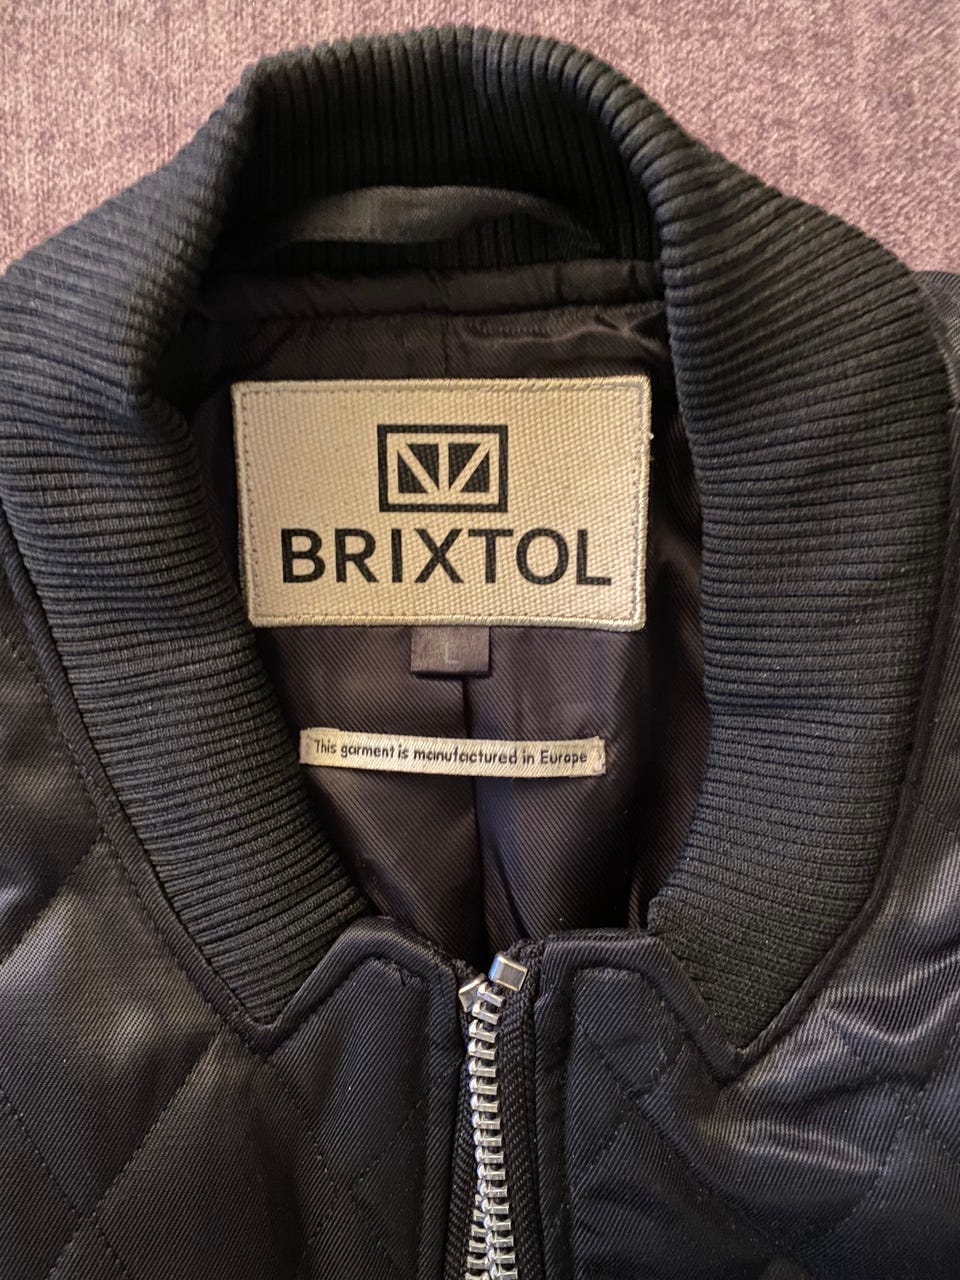 BRIXTOL
L
This garment is manufactured in Europe